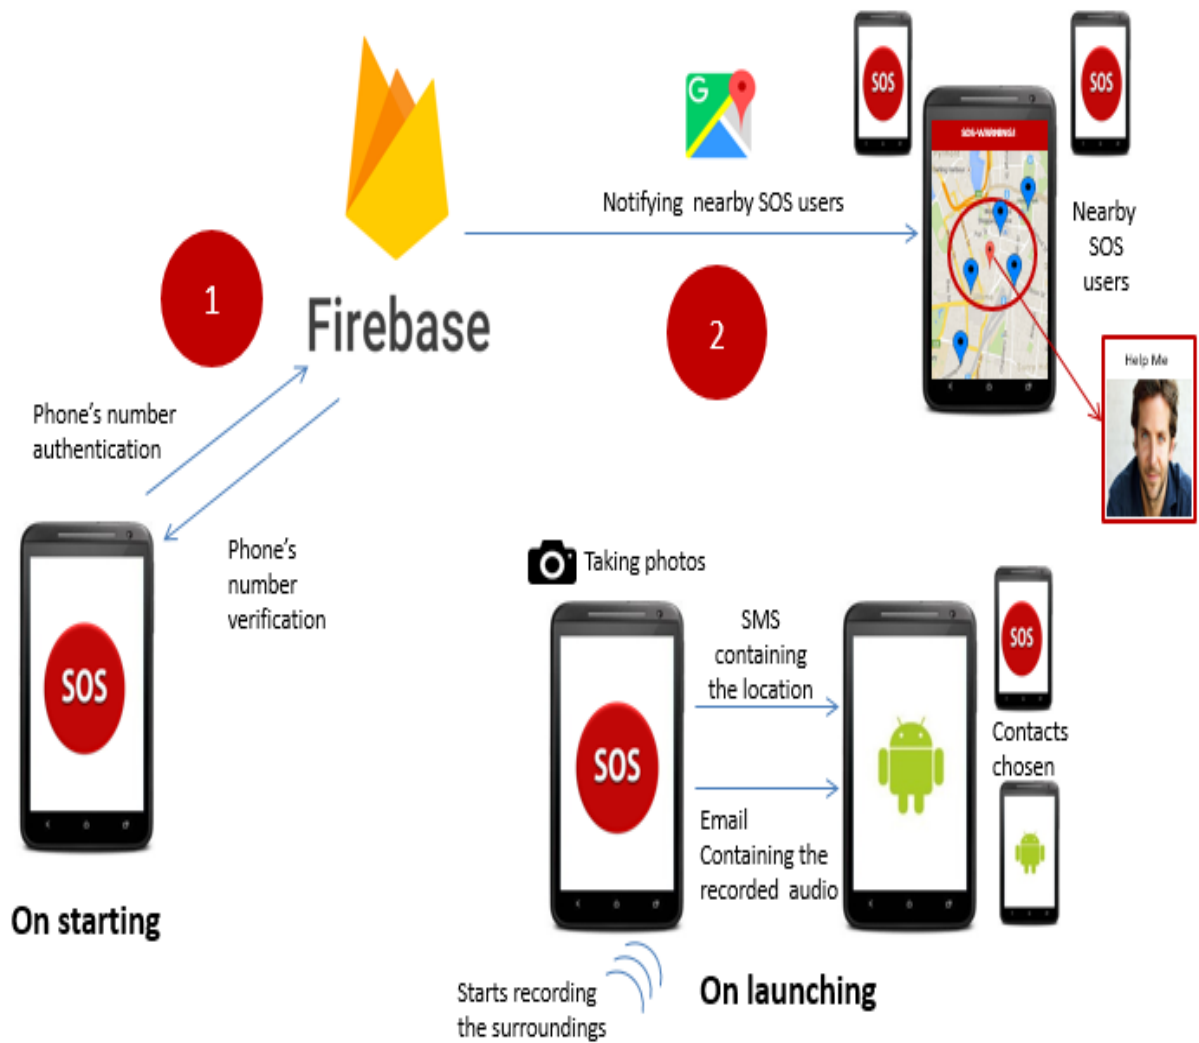 SOS
SOS
G
SOS-WARNING!
Notifying nearby SOS users
Nearby
SOS
users
1
Firebase
2
Help Me
Phone's number
authentication
Phone's
number
verification
Taking photos
SOS
SMS
containing
the location
SOS
SOS
Contacts
chosen
Email
Containing the
recorded audio
On starting
Starts recording
the surroundings
On launching